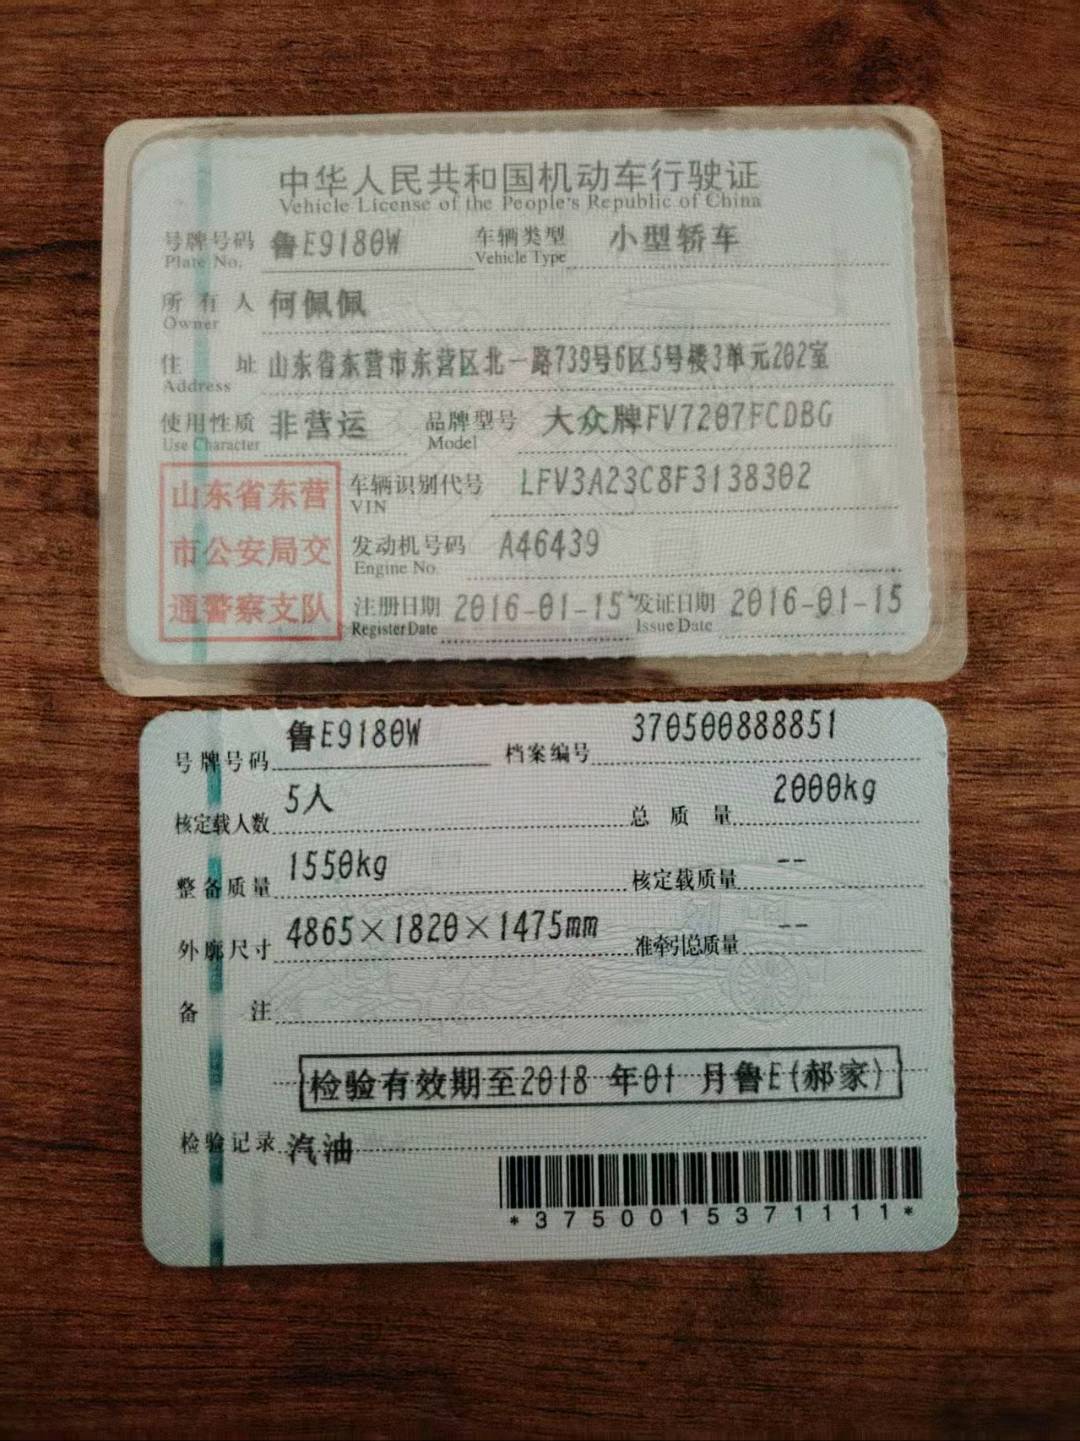 中华人民共和国机动车行驶证
Vehicle License of the People's Republic of China
号牌号码 鲁E9180W 车辆类型 小型轿车
Plate No. Vehicle Type
所有人 何佩佩
Owner
住址 山东省东营市东营区北一路739号6区5号楼3单元202室
Address
使用性质 非营运 品牌型号 大众牌FV7207FCDBG
Use Character Model
山东省东营
市公安局交
通警察支队
车辆识别代号 LFV3A23C8F3138302
VIN
发动机号码 A46439
Engine No.
注册日期 2016-01-15 发证日期 2016-01-15
Register Date Issue Date
号牌号码 鲁E9180W 档案编号 370500888851
核定载人数 5人 总质量 2000kg
整备质量 1550kg 核定载质量 --
外廓尺寸 4865×1820×1475mm 准牵引总质量 --
备注
检验有效期至2018 年01 月鲁E(郝家)
检验记录 汽油
*3750015371111*